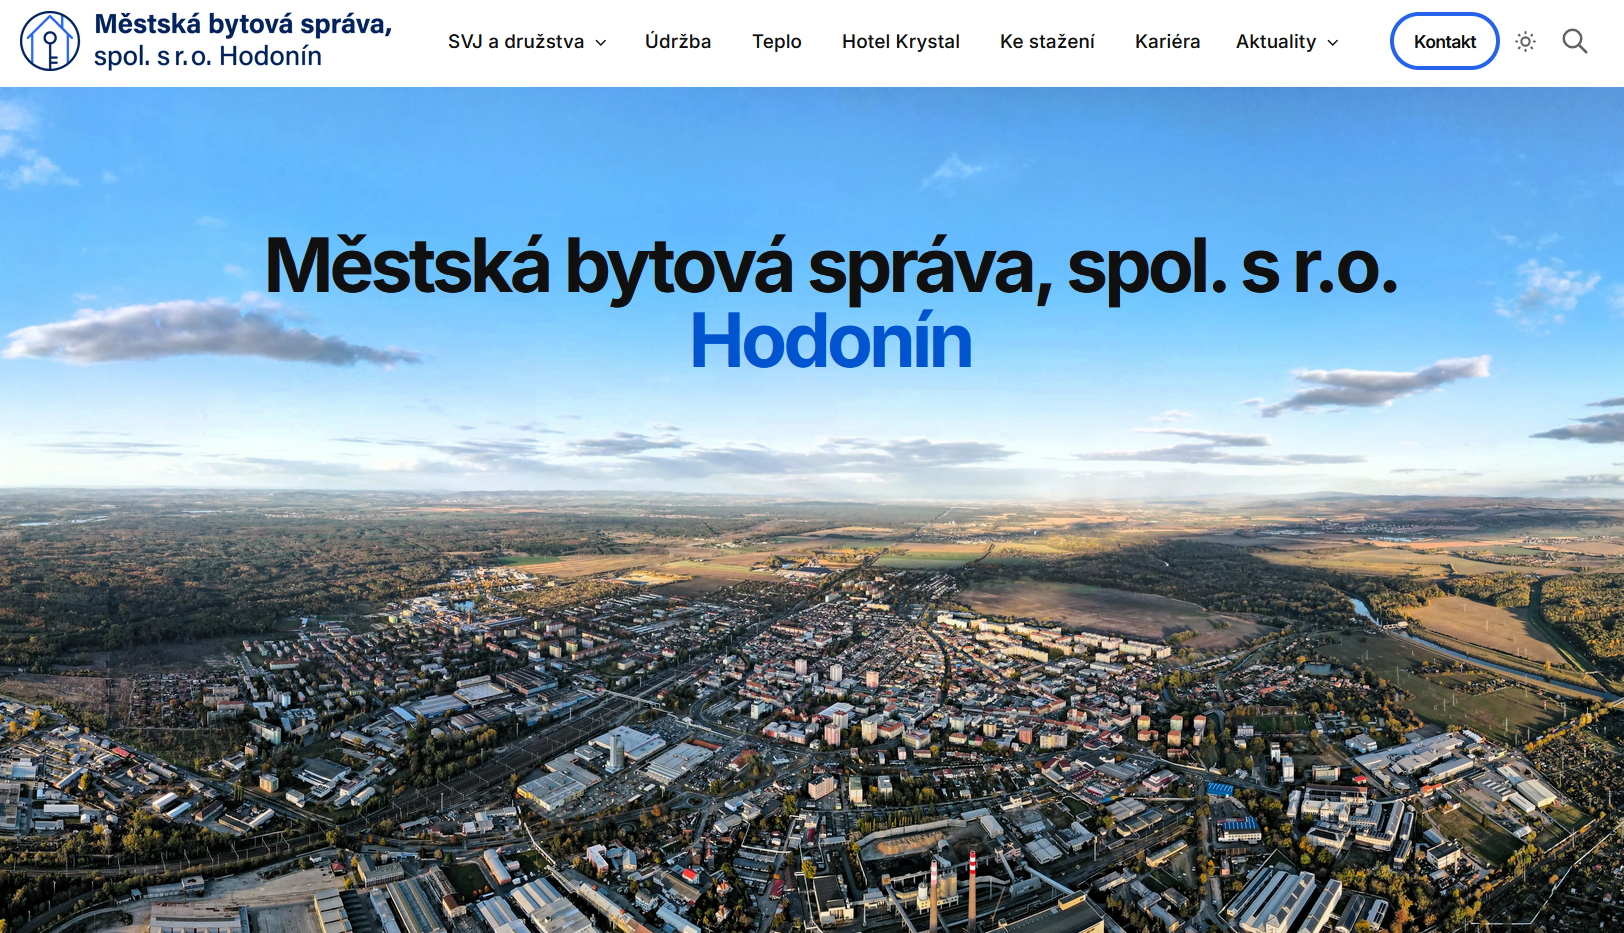 Městská bytová správa,
spol. s r.o. Hodonín
SVJ a družstva
Údržba
Teplo
Hotel Krystal
Ke stažení
Kariéra
Aktuality
Kontakt
Městská bytová správa, spol. s r.o.
Hodonín